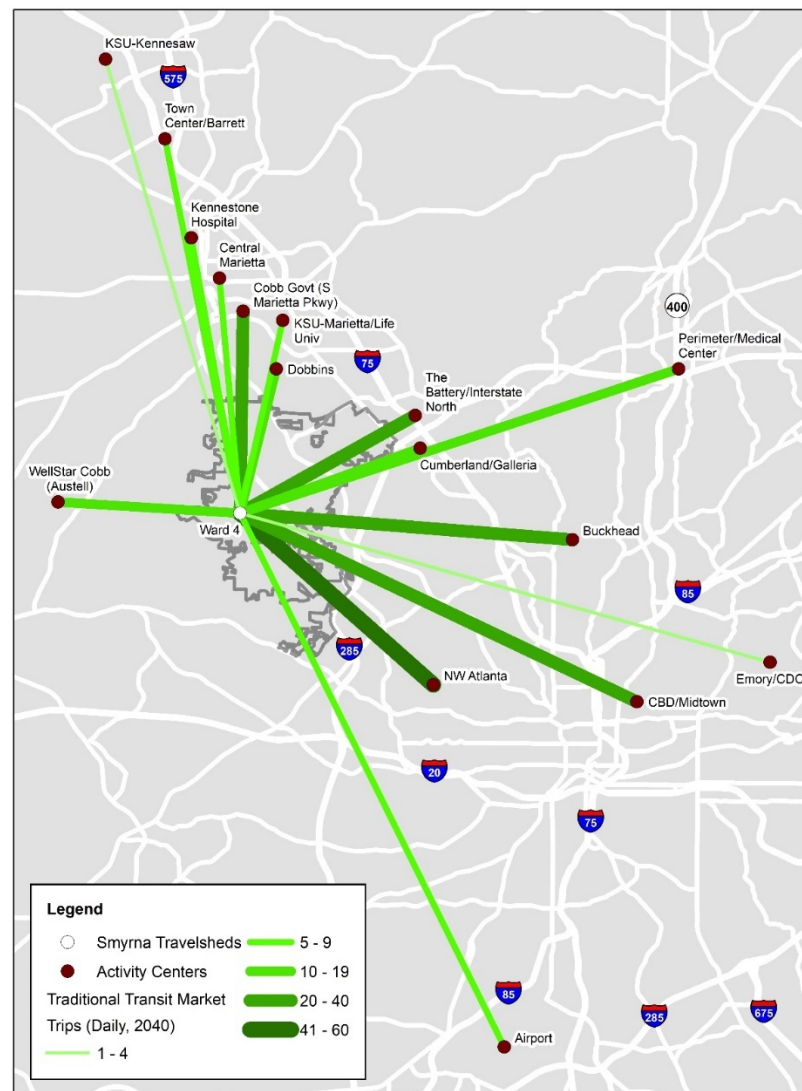 KSU-Kennesaw
575
Town
Center/Barrett
Kennestone
Hospital
Central
Marietta
Cobb Govt (S
Marietta Pkwy)
KSU-Marietta/Life
Univ
400
75
Dobbins
Perimeter/Medical
Center
The
Battery/Interstate
North
Cumberland/Galleria
WellStar Cobb
(Austell)
Ward 4
Buckhead
85
285
Emory/CDC
NW Atlanta
CBD/Midtown
20
75
Legend
Smyrna Travelsheds
Activity Centers
Traditional Transit Market
Trips (Daily, 2040)
1 - 4
5 - 9
10 - 19
20 - 40
41 - 60
85
285
675
Airport